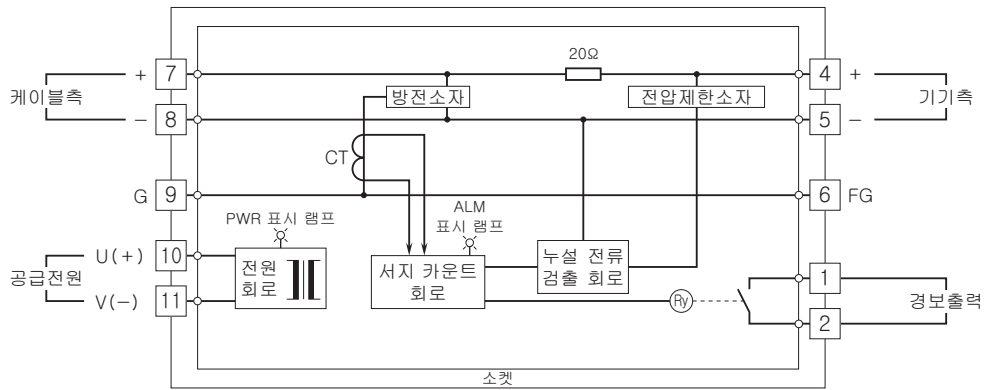 20Ω
+ 7
4 +
케이블측
방전소자
전압제한소자
기기측
− 8
5 −
CT
G 9
6 FG
PWR 표시 램프
ALM
표시 램프
U(+) 10
공급전원
V(−) 11
전원
회로
서지 카운트
회로
누설 전류
검출 회로
Ry
1
2
경보출력
소켓